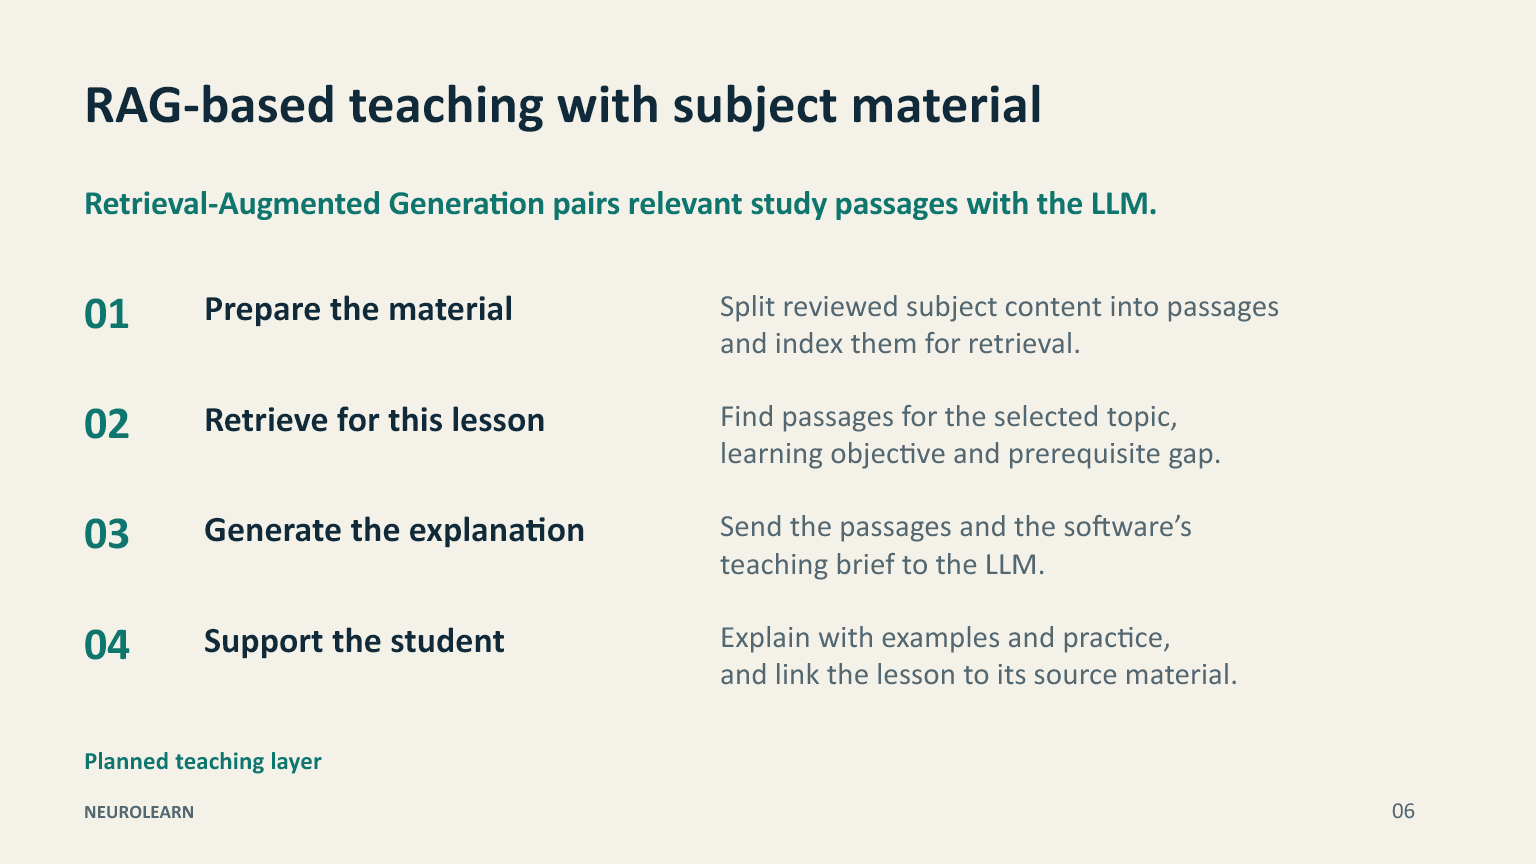 RAG-based teaching with subject material
Retrieval-Augmented Generation pairs relevant study passages with the LLM.
01
Prepare the material
Split reviewed subject content into passages
and index them for retrieval.
02
Retrieve for this lesson
Find passages for the selected topic,
learning objective and prerequisite gap.
03
Generate the explanation
Send the passages and the software’s
teaching brief to the LLM.
04
Support the student
Explain with examples and practice,
and link the lesson to its source material.
Planned teaching layer
NEUROLEARN
06